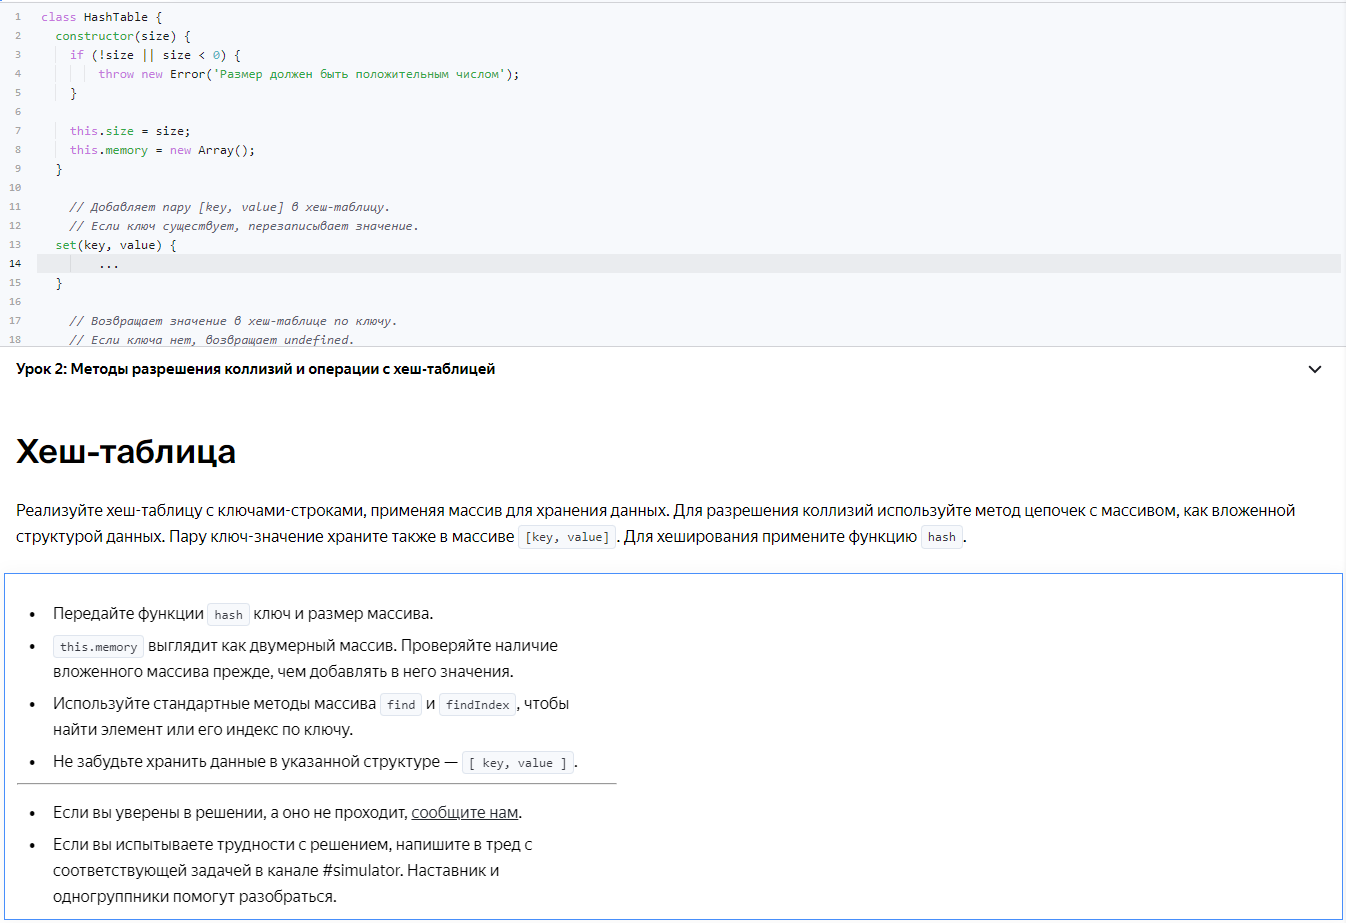 1 class HashTable {
2 constructor(size) {
3 if (!size || size < 0) {
4 throw new Error('Размер должен быть положительным числом');
5 }
6
7 this.size = size;
8 this.memory = new Array();
9 }
10
11 // Добавляет пару [key, value] в хеш-таблицу.
12 // Если ключ существует, перезаписывает значение.
13 set(key, value) {
14 ...
15 }
16
17 // Возвращает значение в хеш-таблице по ключу.
18 // Если ключа нет, возвращает undefined.
Урок 2: Методы разрешения коллизий и операции с хеш-таблицей
Хеш-таблица
Реализуйте хеш-таблицу с ключами-строками, применяя массив для хранения данных. Для разрешения коллизий используйте метод цепочек с массивом, как вложенной
структурой данных. Пару ключ-значение храните также в массиве [key, value]. Для хеширования примените функцию hash.
• Передайте функции hash ключ и размер массива.
• this.memory выглядит как двумерный массив. Проверяйте наличие
вложенного массива прежде, чем добавлять в него значения.
• Используйте стандартные методы массива find и findIndex, чтобы
найти элемент или его индекс по ключу.
• Не забудьте хранить данные в указанной структуре — [ key, value ].
• Если вы уверены в решении, а оно не проходит, сообщите нам.
• Если вы испытываете трудности с решением, напишите в тред с
соответствующей задачей в канале #simulator. Наставник и
одногруппники помогут разобраться.